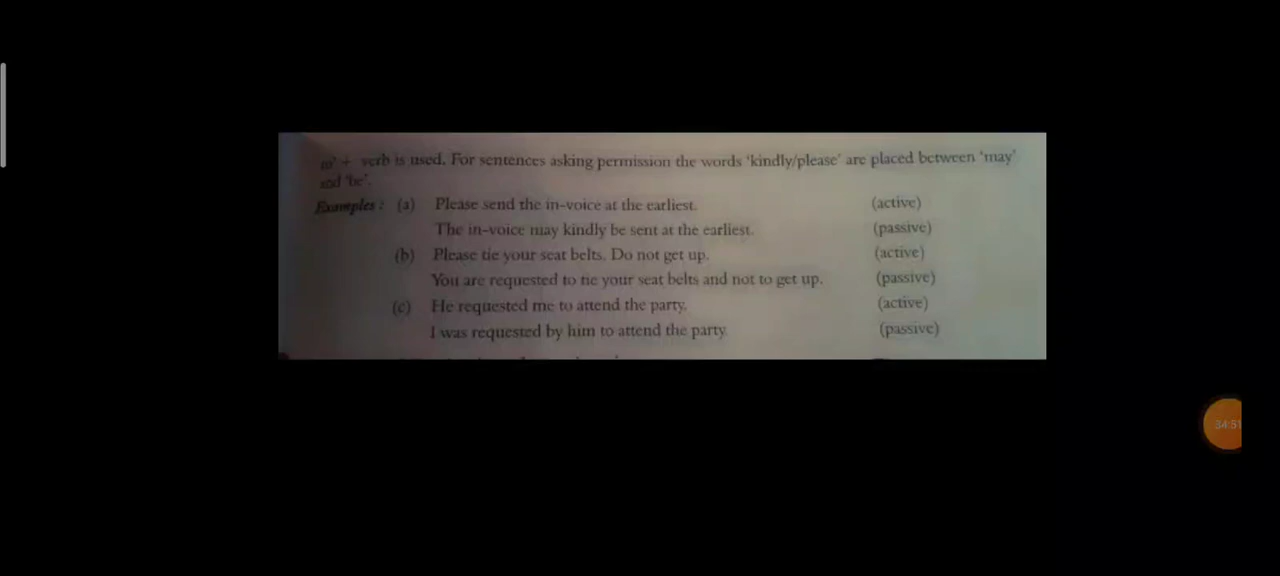 to' + verb is used. For sentences asking permission the words 'kindly/please' are placed between 'may'
and 'be'.
Examples : (a) Please send the in-voice at the earliest. (active)
The in-voice may kindly be sent at the earliest. (passive)
(b) Please tie your seat belts. Do not get up. (active)
You are requested to tie your seat belts and not to get up. (passive)
(c) He requested me to attend the party. (active)
I was requested by him to attend the party. (passive)
34:51